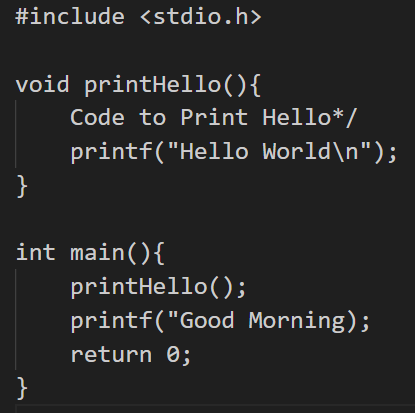 #include <stdio.h>
void printHello(){
Code to Print Hello*/
printf("Hello World\n");
}
int main(){
printHello();
printf("Good Morning);
return 0;
}